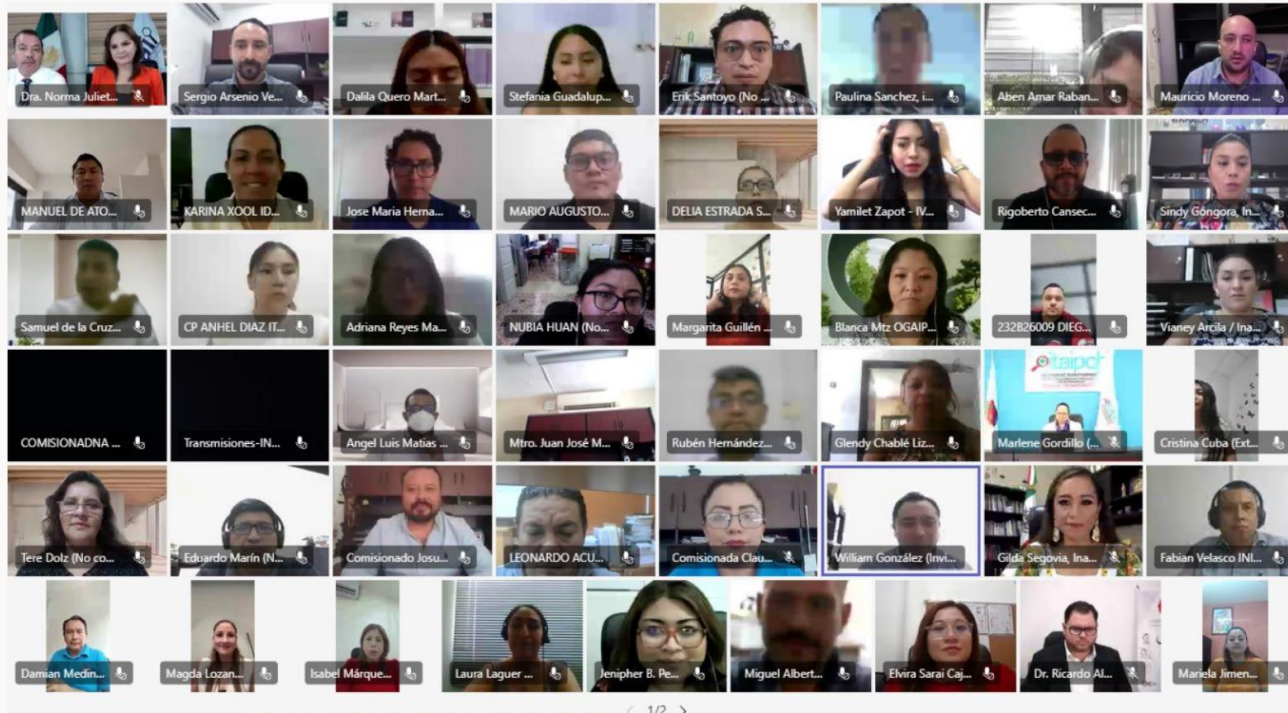 Dra. Norma Juliet...
Sergio Arsenio Ve...
Dalila Quero Mart...
Stefania Guadalup...
Erik Santoyo (No ...
Paulina Sanchez, i...
Aben Amar Raban...
Mauricio Moreno ...
MANUEL DE ATO...
KARINA XOOL ID...
Jose Maria Herna...
MARIO AUGUSTO...
DELIA ESTRADA S...
Yamilet Zapot - IV...
Rigoberto Cansec...
Sindy Góngora, In...
Samuel de la Cruz...
CP ANHEL DIAZ IT...
Adriana Reyes Ma...
NUBIA HUAN (No...
Margarita Guillén ...
Blanca Mtz OGAIP...
232B26009 DIEG...
Vianey Arcila / Ina...
COMISIONADNA ...
Transmisiones-IN...
Angel Luis Matias ...
Mtro. Juan José M...
Rubén Hernández...
Glendy Chablé Liz...
itaipch
Marlene Gordillo (...
Cristina Cuba (Ext...
Tere Dolz (No co...
Eduardo Marín (N...
Comisionado Josu...
LEONARDO ACU...
Comisionada Clau...
William González (Invi...
Gilda Segovia, Ina...
Fabian Velasco INI...
Damian Medin...
Magda Lozan...
Isabel Márque...
Laura Laguer ...
Jenipher B. Pe...
Miguel Albert...
Elvira Sarai Caj...
Dr. Ricardo Al...
Mariela Jimen...
1/2